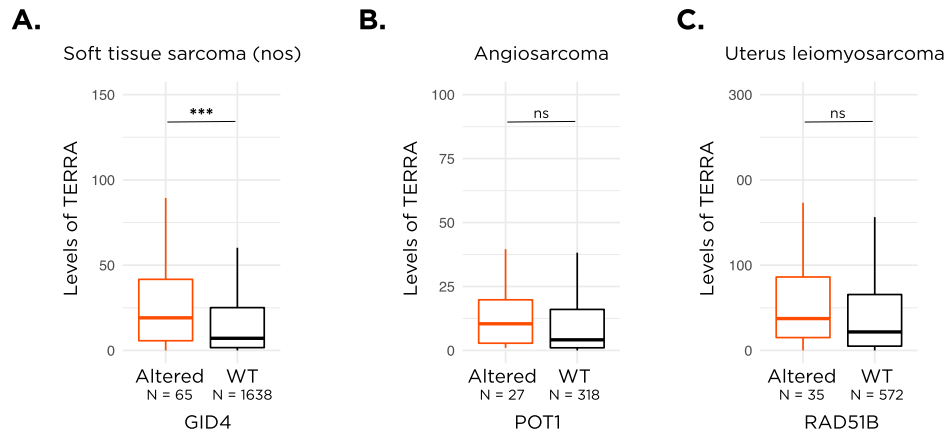 A.
Soft tissue sarcoma (nos)
Levels of TERRA
150
100
50
0
***
Altered
N = 65
WT
N = 1638
GID4
B.
Angiosarcoma
Levels of TERRA
100
75
50
25
0
ns
Altered
N = 27
WT
N = 318
POT1
C.
Uterus leiomyosarcoma
Levels of TERRA
300
00
100
0
ns
Altered
N = 35
WT
N = 572
RAD51B